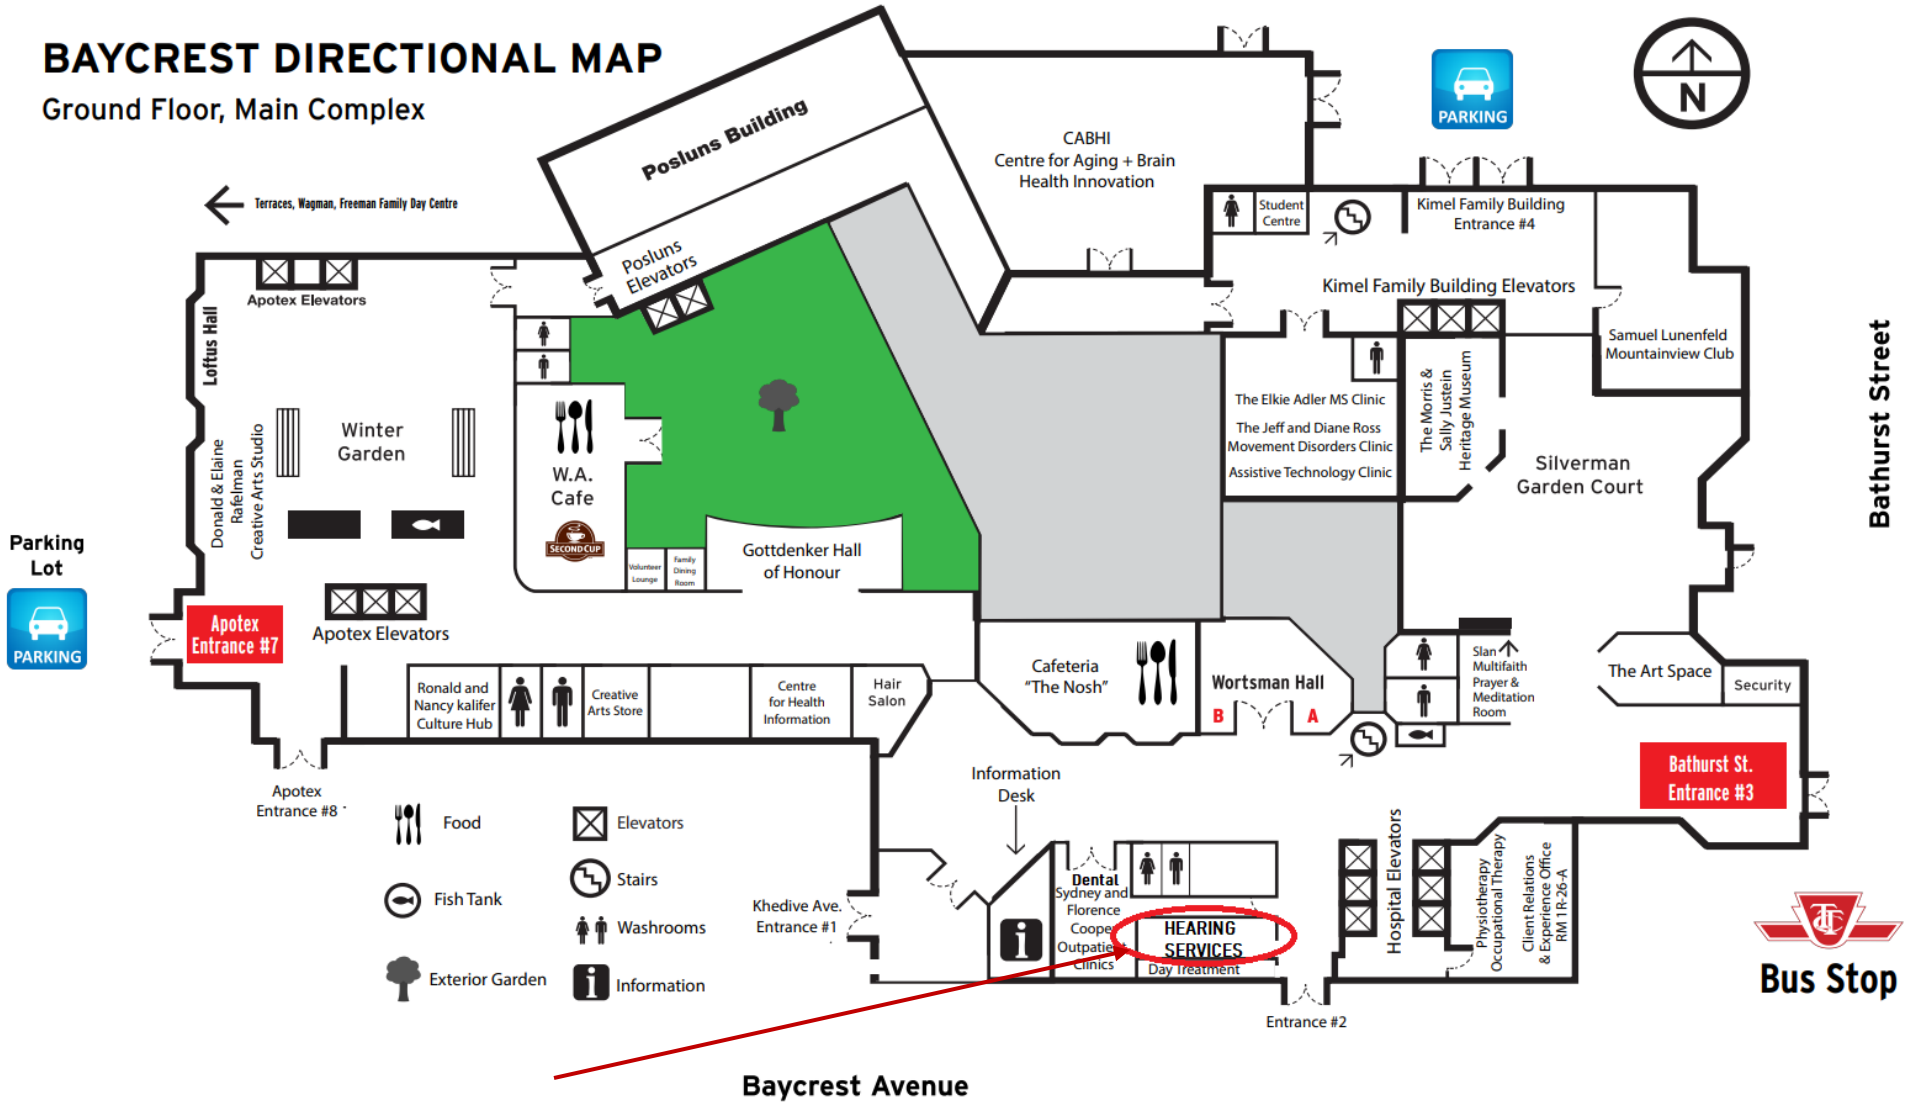 BAYCREST DIRECTIONAL MAP
Ground Floor, Main Complex
Posluns Building
Posluns
Elevators
CABHI
Centre for Aging + Brain
Health Innovation
PARKING
N
Terraces, Wagman, Freeman Family Day Centre
Student
Centre
Kimel Family Building
Entrance #4
Kimel Family Building Elevators
Apotex Elevators
Loftus Hall
Samuel Lunenfeld
Mountainview Club
Bathurst Street
Donald & Elaine
Rafelman
Creative Arts Studio
Winter
Garden
W.A.
Cafe
SECOND CUP
The Elkie Adler MS Clinic
The Jeff and Diane Ross
Movement Disorders Clinic
Assistive Technology Clinic
The Morris &
Sally Justein
Heritage Museum
Silverman
Garden Court
Parking
Lot
PARKING
Volunteer
Lounge
Family
Dining
Room
Gottdenker Hall
of Honour
Apotex
Entrance #7
Apotex Elevators
Cafeteria
"The Nosh"
Wortsman Hall
B
A
Slan
Multifaith
Prayer &
Meditation
Room
The Art Space
Security
Ronald and
Nancy kalifer
Culture Hub
Creative
Arts Store
Centre
for Health
Information
Hair
Salon
Bathurst St.
Entrance #3
Information
Desk
Apotex
Entrance #8
Food
Elevators
Fish Tank
Stairs
Washrooms
Exterior Garden
i
Information
Khedive Ave.
Entrance #1
i
Dental
Sydney and
Florence
Cooper
Outpatient
Clinics
HEARING
SERVICES
Day Treatment
Hospital Elevators
Physiotherapy
Occupational Therapy
Client Relations
& Experience Office
RM 1R-26-A
TTC
Bus Stop
Entrance #2
Baycrest Avenue